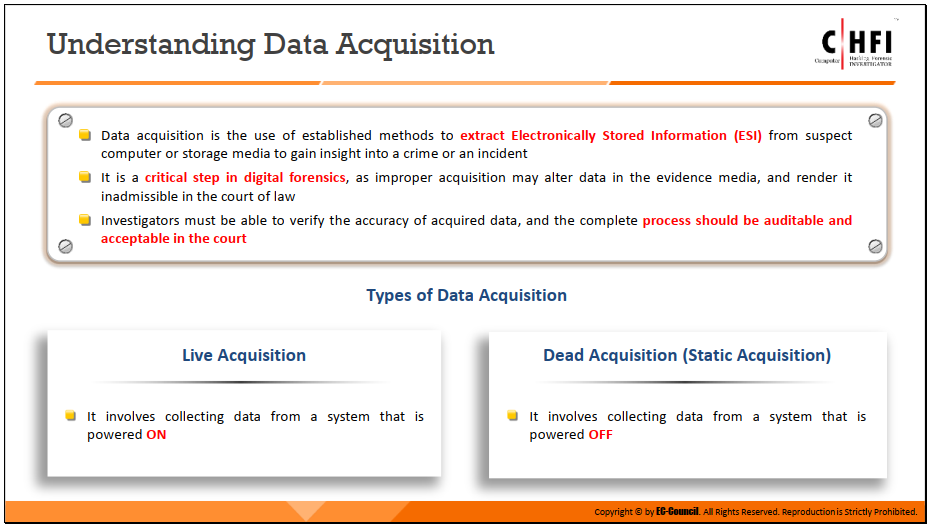 Understanding Data Acquisition
CHFI
Computer Hacking Forensic
INVESTIGATOR
Data acquisition is the use of established methods to extract Electronically Stored Information (ESI) from suspect
computer or storage media to gain insight into a crime or an incident
It is a critical step in digital forensics, as improper acquisition may alter data in the evidence media, and render it
inadmissible in the court of law
Investigators must be able to verify the accuracy of acquired data, and the complete process should be auditable and
acceptable in the court
Types of Data Acquisition
Live Acquisition
It involves collecting data from a system that is
powered ON
Dead Acquisition (Static Acquisition)
It involves collecting data from a system that is
powered OFF
Copyright © by EC-Council. All Rights Reserved. Reproduction is Strictly Prohibited.